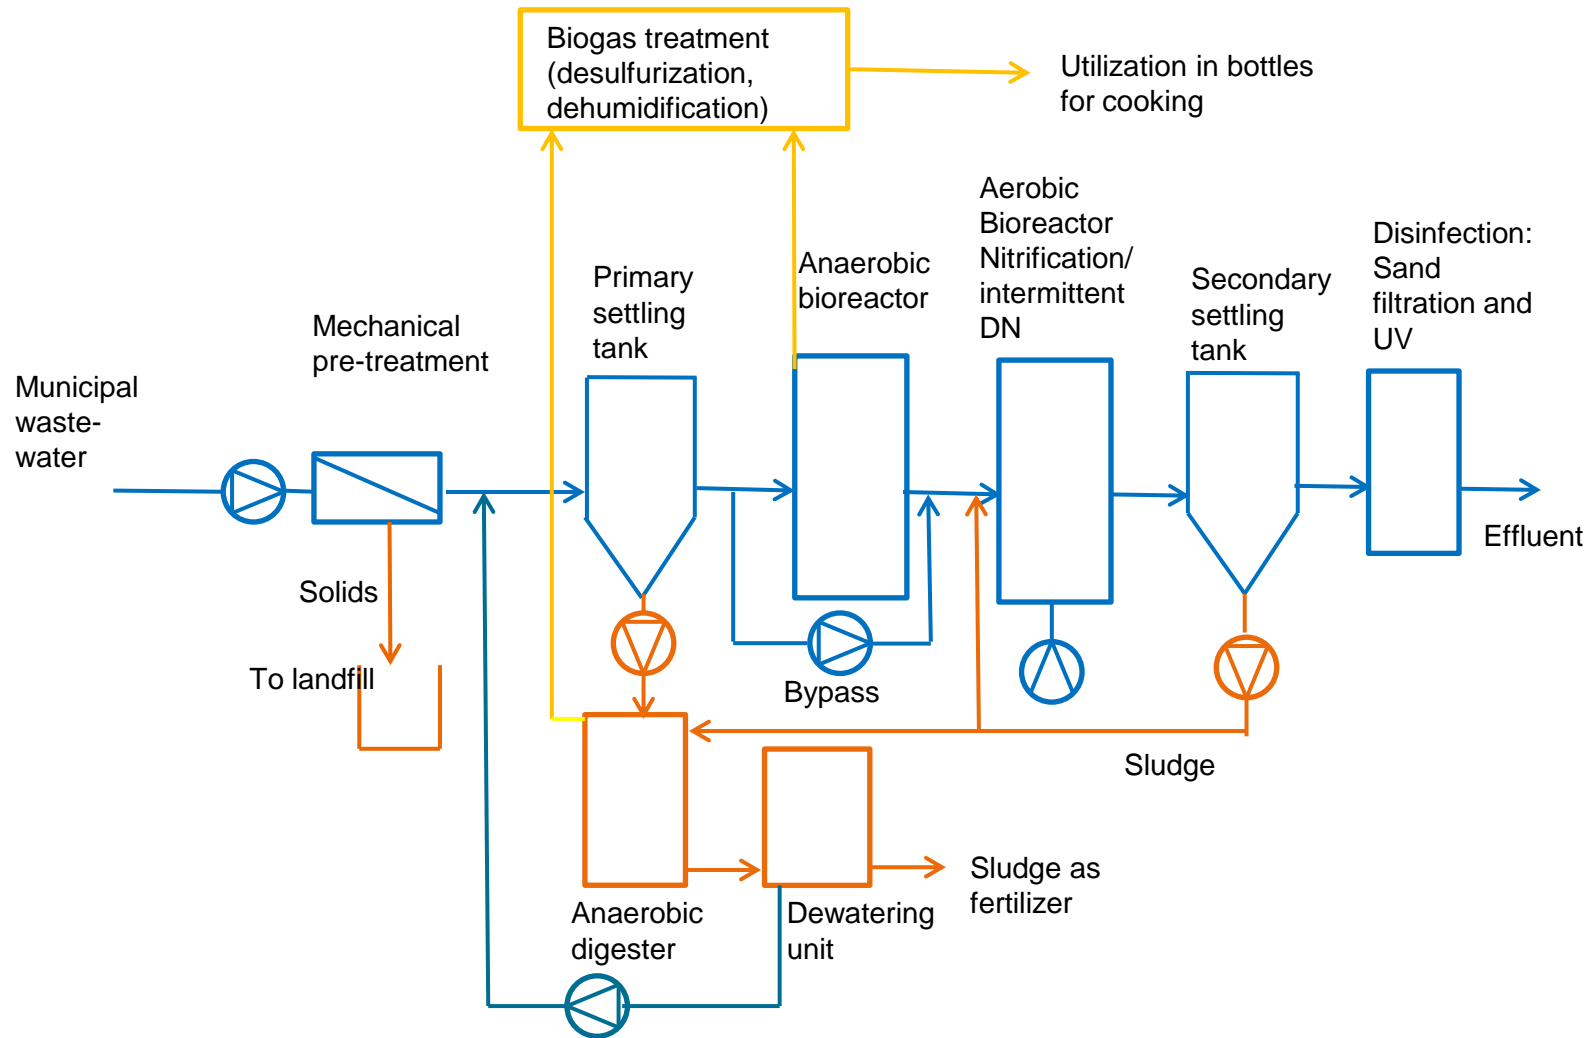 Biogas treatment
(desulfurization,
dehumidification)
Utilization in bottles
for cooking
Municipal
waste-
water
Mechanical
pre-treatment
Primary
settling
tank
Anaerobic
bioreactor
Aerobic
Bioreactor
Nitrification/
intermittent
DN
Secondary
settling
tank
Disinfection:
Sand
filtration and
UV
Effluent
Solids
To landfill
Bypass
Sludge
Anaerobic
digester
Dewatering
unit
Sludge as
fertilizer